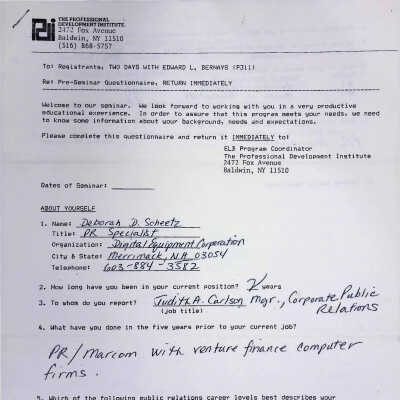 pdi THE PROFESSIONAL
DEVELOPMENT INSTITUTE.
2472 Fox Avenue
Baldwin, NY 11510
(516) 868-5757
To: Registrants, TWO DAYS WITH EDWARD L. BERNAYS (PJ11)
Re: Pre-Seminar Questionnaire, RETURN IMMEDIATELY
Welcome to our seminar. We look forward to working with you in a very productive
educational experience. In order to assure that this program meets your needs, we need
to know some information about your background, needs and expectations.
Please complete this questionnaire and return it IMMEDIATELY to:
ELB Program Coordinator
The Professional Development Institute
2472 Fox Avenue
Baldwin, NY 11510
Dates of Seminar:
ABOUT YOURSELF
1. Name: Deborah D. Scheetz
Title: PR Specialist
Organization: Digital Equipment Corporation
City & State: Merrimack, N.H. 03054
Telephone: 603-884-3582
2. How long have you been in your current position? 2 years
3. To whom do you report? Judith A. Carlson Mgr., Corporate Public
Relations
(job title)
4. What have you done in the five years prior to your current job?
PR/Marcom with venture finance computer
firms.
5. Which of the following public relations career levels best describes your